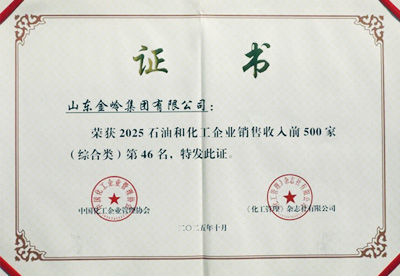 证 书
山东金岭集团有限公司：
荣获2025石油和化工企业销售收入前500家
（综合类）第46名，特发此证。
中国化工企业管理协会
《化工管理》杂志社有限公司
二〇二五年十月